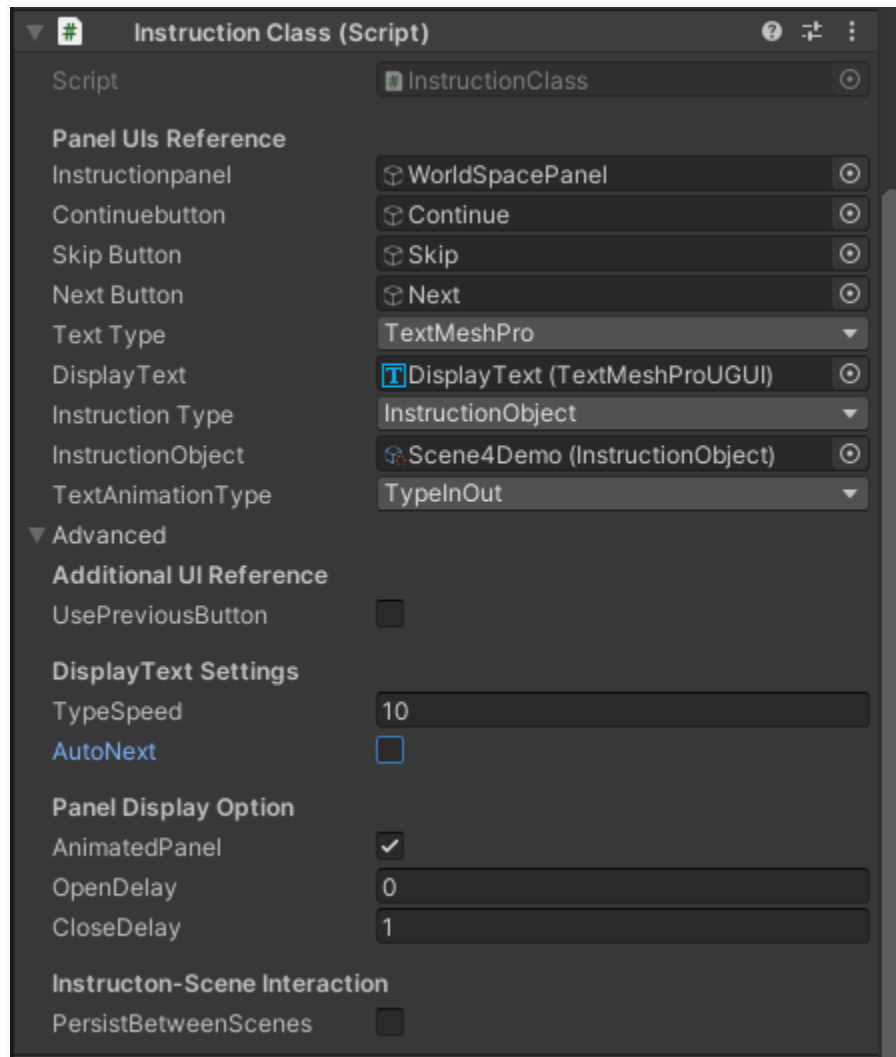 Instruction Class (Script)
Script InstructionClass
Panel UIs Reference
Instructionpanel WorldSpacePanel
Continuebutton Continue
Skip Button Skip
Next Button Next
Text Type TextMeshPro
DisplayText DisplayText (TextMeshProUGUI)
Instruction Type InstructionObject
InstructionObject Scene4Demo (InstructionObject)
TextAnimationType TypeInOut
Advanced
Additional UI Reference
UsePreviousButton
DisplayText Settings
TypeSpeed 10
AutoNext
Panel Display Option
AnimatedPanel
OpenDelay 0
CloseDelay 1
Instructon-Scene Interaction
PersistBetweenScenes